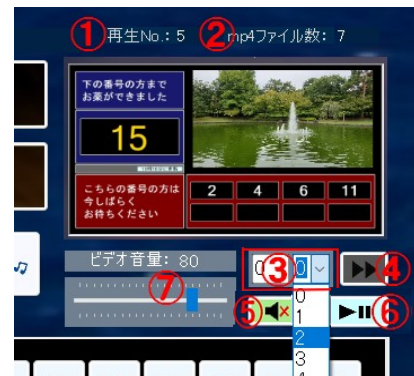 ① 再生No.: 5 ② mp4ファイル数: 7
下の番号の方まで
お薬ができました
15
こちらの番号の方は
今しばらく
お待ちください
2 4 6 11
ビデオ音量: 80
0 ③ 0 ④
⑦
⑤ ⑥
0
1
2
3